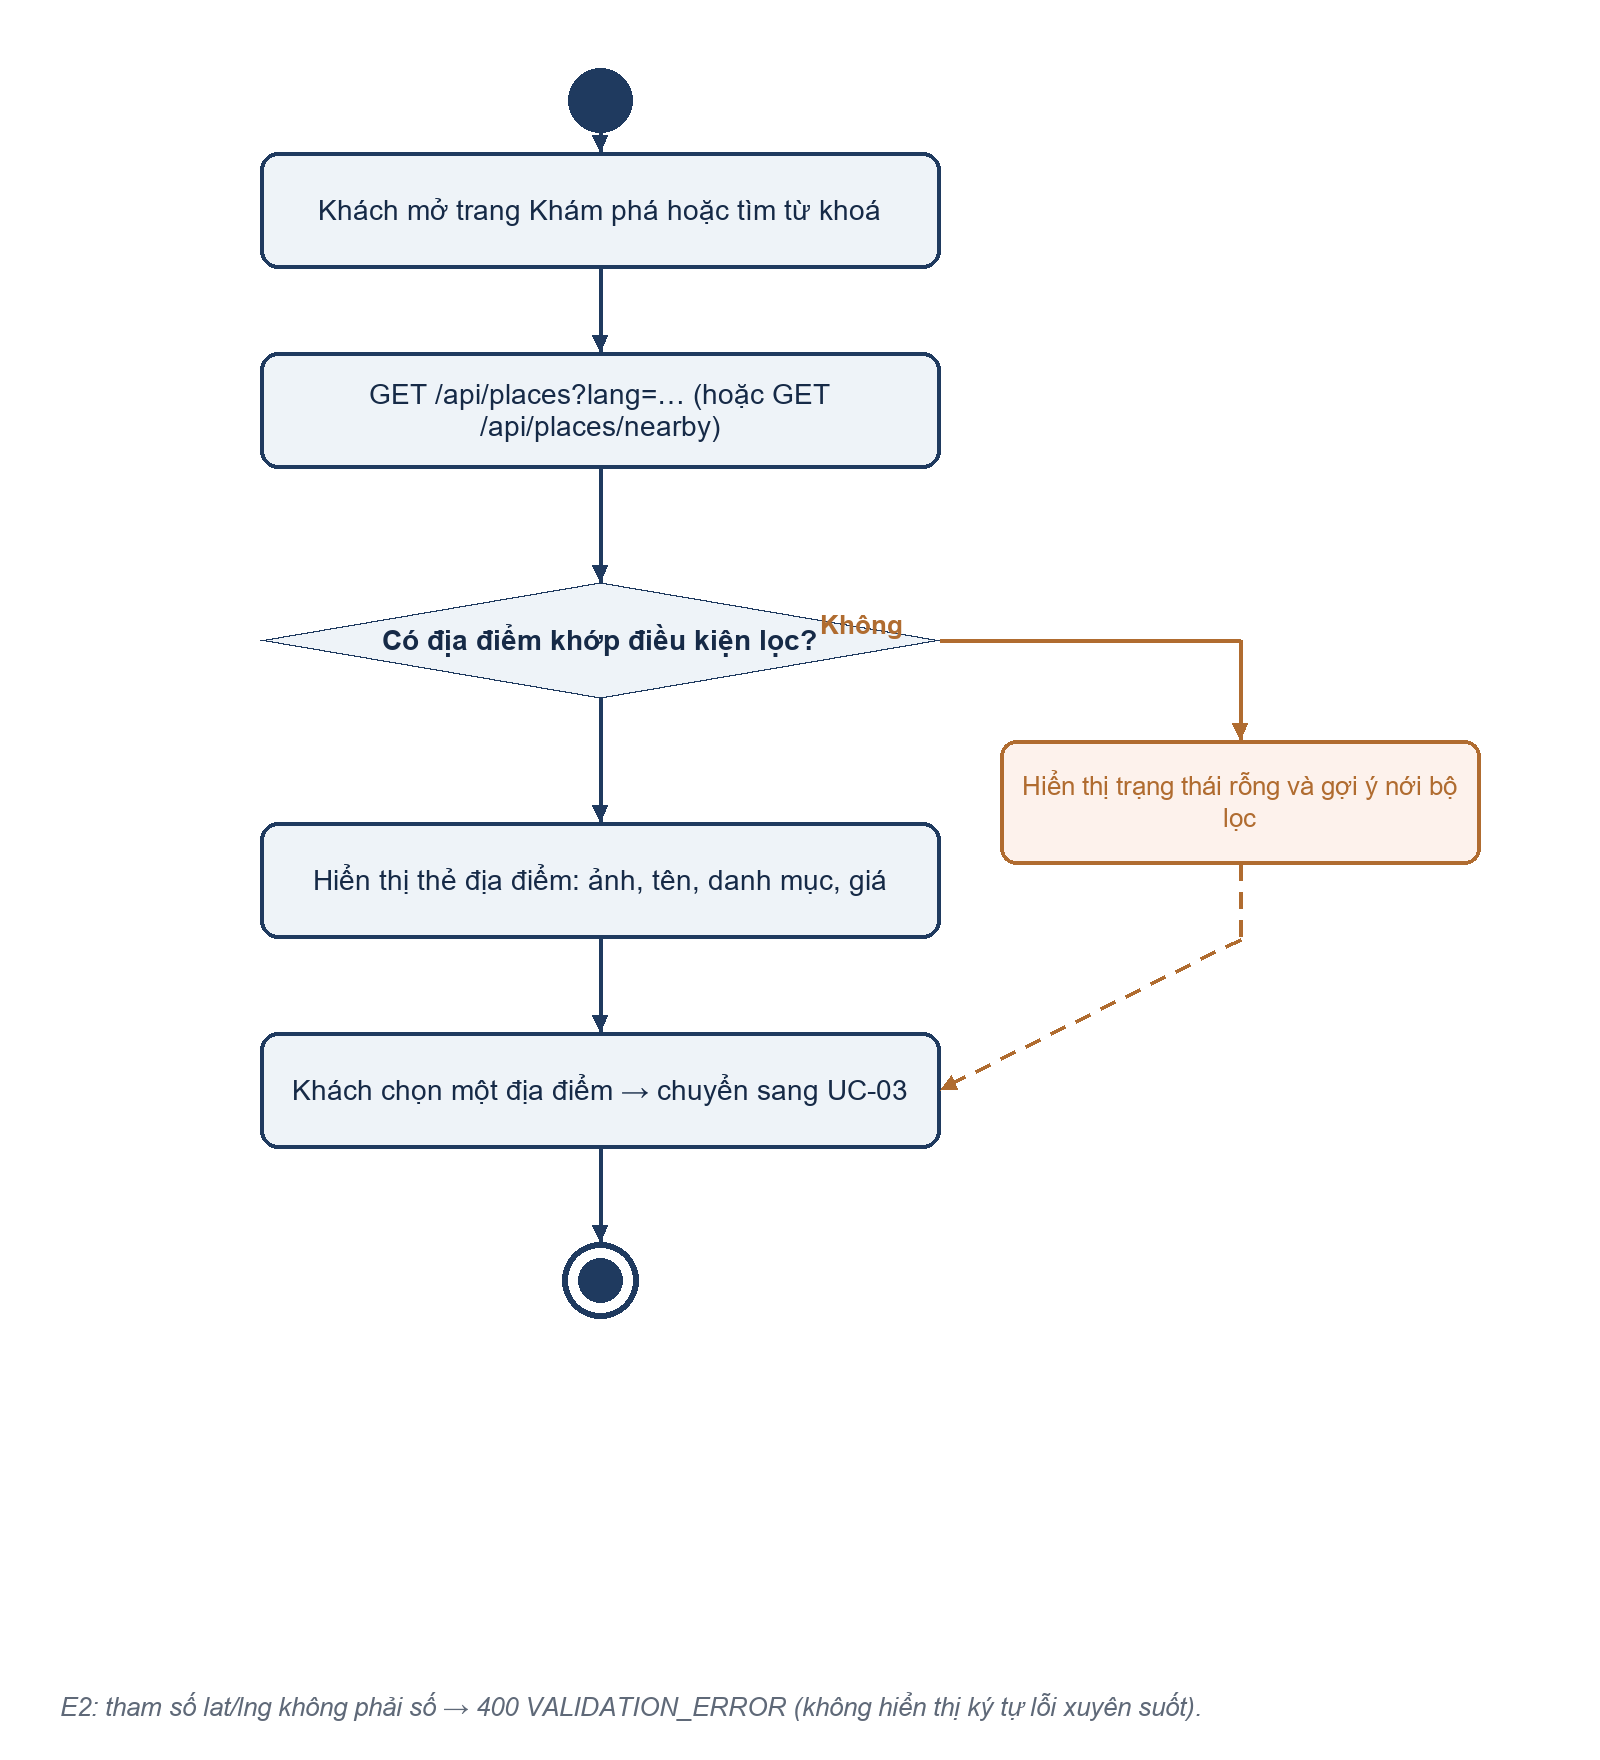 Khách mở trang Khám phá hoặc tìm từ khoá
GET /api/places?lang=… (hoặc GET
/api/places/nearby)
Có địa điểm khớp điều kiện lọc?
Không
Hiển thị trạng thái rỗng và gợi ý nới bộ
lọc
Hiển thị thẻ địa điểm: ảnh, tên, danh mục, giá
Khách chọn một địa điểm → chuyển sang UC-03
E2: tham số lat/lng không phải số → 400 VALIDATION_ERROR (không hiển thị ký tự lỗi xuyên suốt).